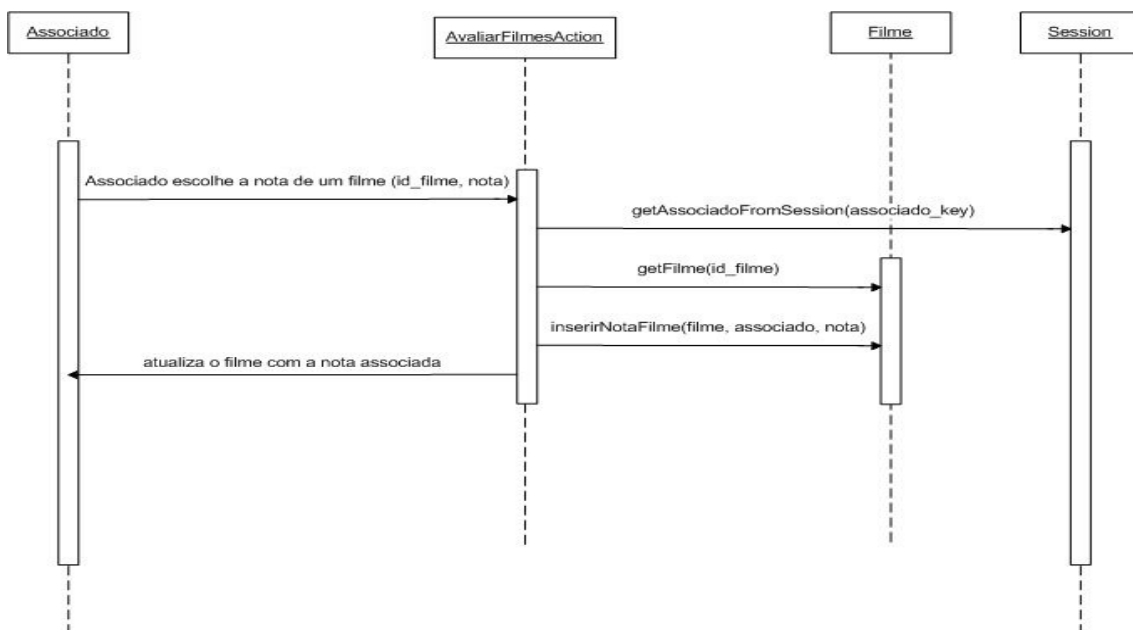 Associado
AvaliarFilmesAction
Filme
Session
Associado escolhe a nota de um filme (id_filme, nota)
getAssociadoFromSession(associado_key)
getFilme(id_filme)
inserirNotaFilme(filme, associado, nota)
atualiza o filme com a nota associada